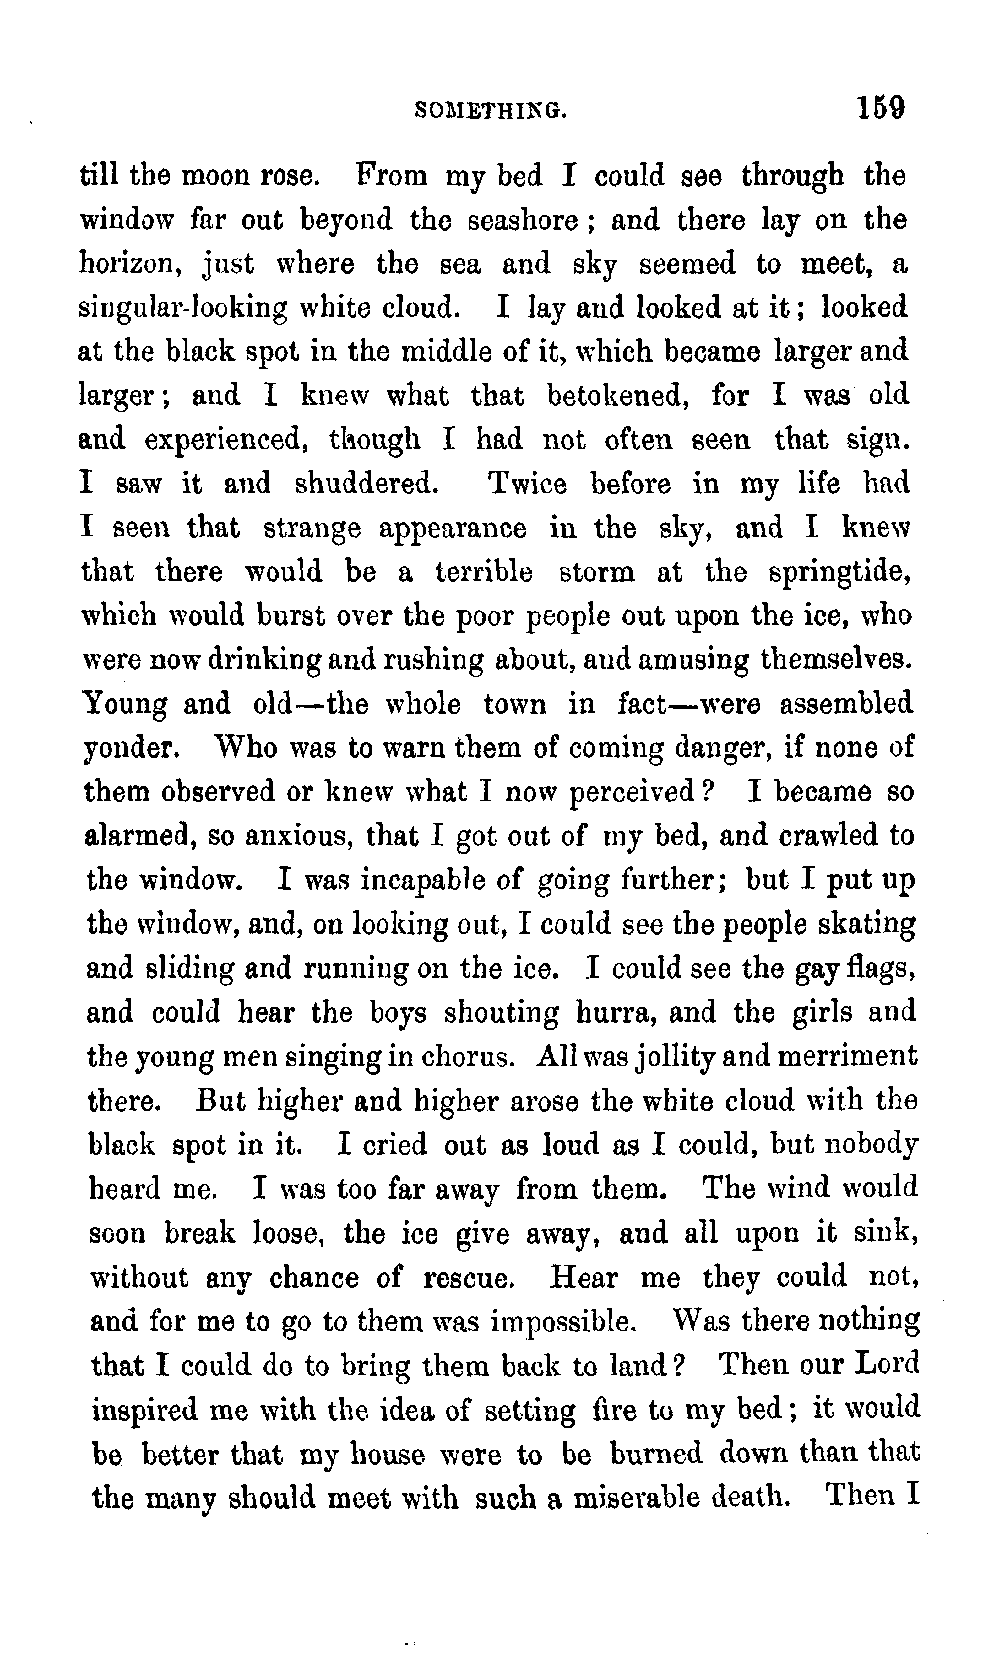 SOMETHING. 159
till the moon rose. From my bed I could see through the
window far out beyond the seashore ; and there lay on the
horizon, just where the sea and sky seemed to meet, a
singular-looking white cloud. I lay and looked at it ; looked
at the black spot in the middle of it, which became larger and
larger ; and I knew what that betokened, for I was old
and experienced, though I had not often seen that sign.
I saw it and shuddered. Twice before in my life had
I seen that strange appearance in the sky, and I knew
that there would be a terrible storm at the springtide,
which would burst over the poor people out upon the ice, who
were now drinking and rushing about, and amusing themselves.
Young and old—the whole town in fact—were assembled
yonder. Who was to warn them of coming danger, if none of
them observed or knew what I now perceived ? I became so
alarmed, so anxious, that I got out of my bed, and crawled to
the window. I was incapable of going further; but I put up
the window, and, on looking out, I could see the people skating
and sliding and running on the ice. I could see the gay flags,
and could hear the boys shouting hurra, and the girls and
the young men singing in chorus. All was jollity and merriment
there. But higher and higher arose the white cloud with the
black spot in it. I cried out as loud as I could, but nobody
heard me. I was too far away from them. The wind would
soon break loose, the ice give away, and all upon it sink,
without any chance of rescue. Hear me they could not,
and for me to go to them was impossible. Was there nothing
that I could do to bring them back to land ? Then our Lord
inspired me with the idea of setting fire to my bed ; it would
be better that my house were to be burned down than that
the many should meet with such a miserable death. Then I